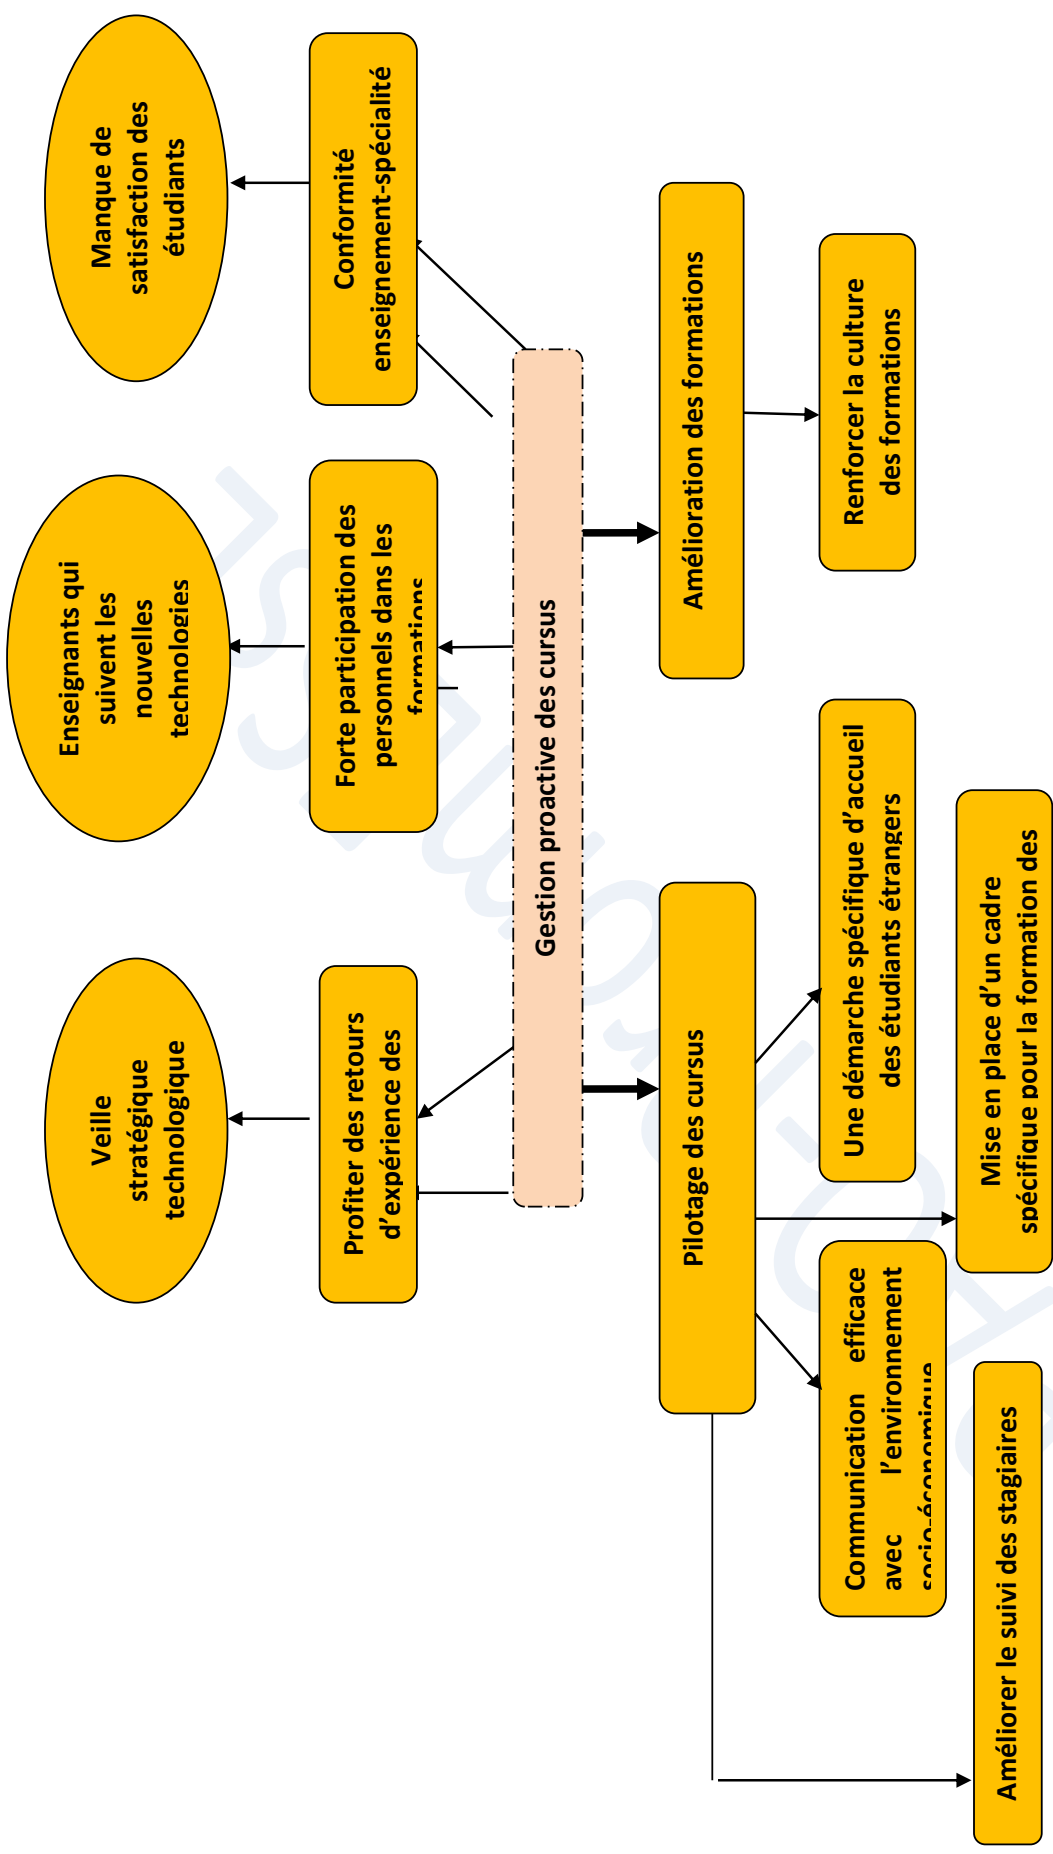 Veille
stratégique
technologique
Enseignants qui
suivent les
nouvelles
technologies
Manque de
satisfaction des
étudiants
Profiter des retours
d'expérience des
Forte participation des
personnels dans les
formations
Conformité
enseignement-spécialité
Gestion proactive des cursus
Pilotage des cursus
Amélioration des formations
Communication efficace
avec l'environnement
socio-économique
Une démarche spécifique d'accueil
des étudiants étrangers
Renforcer la culture
des formations
Améliorer le suivi des stagiaires
Mise en place d'un cadre
spécifique pour la formation des